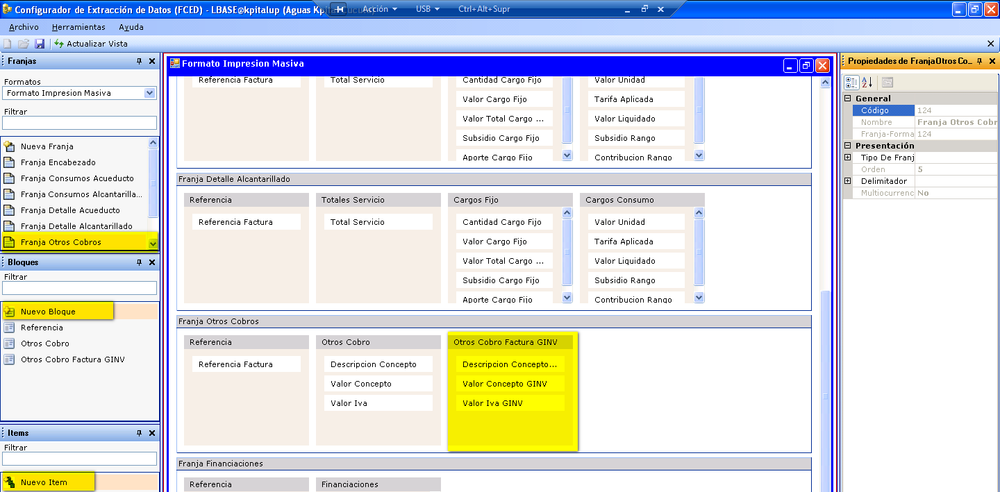 Configurador de Extracción de Datos (FCED) - LBASE@kpitalup (Aguas Kp
Acción
USB
Ctrl+Alt+Supr
Archivo
Herramientas
Ayuda
Actualizar Vista
Franjas
Formatos
Formato Impresion Masiva
Filtrar
Nueva Franja
Franja Encabezado
Franja Consumos Acueducto
Franja Consumos Alcantarilla...
Franja Detalle Acueducto
Franja Detalle Alcantarillado
Franja Otros Cobros
Bloques
Filtrar
Nuevo Bloque
Referencia
Otros Cobro
Otros Cobro Factura GINV
Items
Filtrar
Nuevo Item
Formato Impresion Masiva
Referencia Factura
Total Servicio
Cantidad Cargo Fijo
Valor Cargo Fijo
Valor Total Cargo ...
Subsidio Cargo Fijo
Aporte Cargo Fijo
Valor Unidad
Tarifa Aplicada
Valor Liquidado
Subsidio Rango
Contribucion Rango
Franja Detalle Alcantarillado
Referencia
Referencia Factura
Totales Servicio
Total Servicio
Cargos Fijo
Cantidad Cargo Fijo
Valor Cargo Fijo
Valor Total Cargo ...
Subsidio Cargo Fijo
Aporte Cargo Fijo
Cargos Consumo
Valor Unidad
Tarifa Aplicada
Valor Liquidado
Subsidio Rango
Contribucion Rango
Franja Otros Cobros
Referencia
Referencia Factura
Otros Cobro
Descripcion Concepto
Valor Concepto
Valor Iva
Otros Cobro Factura GINV
Descripcion Concepto...
Valor Concepto GINV
Valor Iva GINV
Franja Financiaciones
Referencia
Financiaciones
Propiedades de FranjaOtros Co...
General
Código 124
Nombre Franja Otros Cobr
Franja-Forma 124
Presentación
Tipo De Franj
Orden 5
Delimitador
Multiocurrenc No